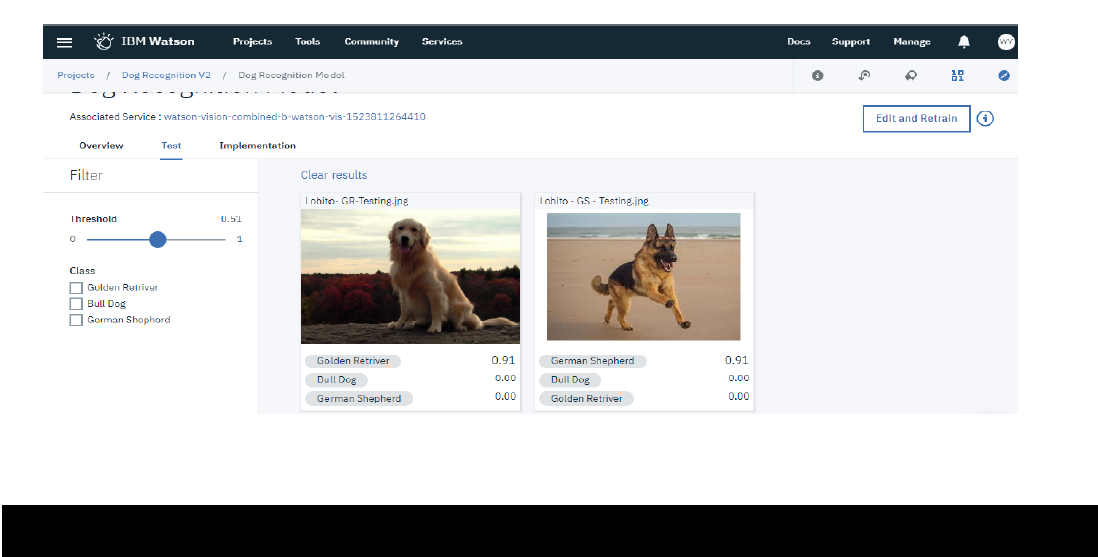 IBM Watson Projects Tools Community Services Docs Support Manage WY
Projects / Dog Recognition V2 / Dog Recognition Model
Dog Recognition Model
Associated Service : watson-vision-combined-b-watson-vis-1523811264410
Edit and Retrain
Overview Test Implementation
Filter
Clear results
Threshold 0.51
0 1
Class
Golden Retriver
Bull Dog
German Shepherd
Lobito- GR-Testing.jpg
Golden Retriver 0.91
Bull Dog 0.00
German Shepherd 0.00
Lobito - GS - Testing.jpg
German Shepherd 0.91
Bull Dog 0.00
Golden Retriver 0.00